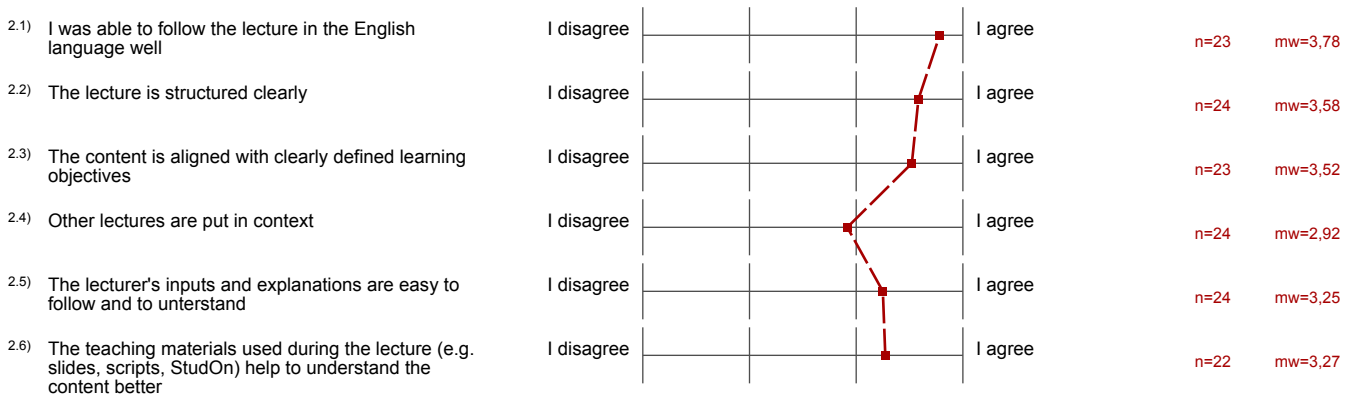 2.1) I was able to follow the lecture in the English language well I disagree I agree n=23 mw=3,78
2.2) The lecture is structured clearly I disagree I agree n=24 mw=3,58
2.3) The content is aligned with clearly defined learning objectives I disagree I agree n=23 mw=3,52
2.4) Other lectures are put in context I disagree I agree n=24 mw=2,92
2.5) The lecturer's inputs and explanations are easy to follow and to unterstand I disagree I agree n=24 mw=3,25
2.6) The teaching materials used during the lecture (e.g. slides, scripts, StudOn) help to understand the content better I disagree I agree n=22 mw=3,27